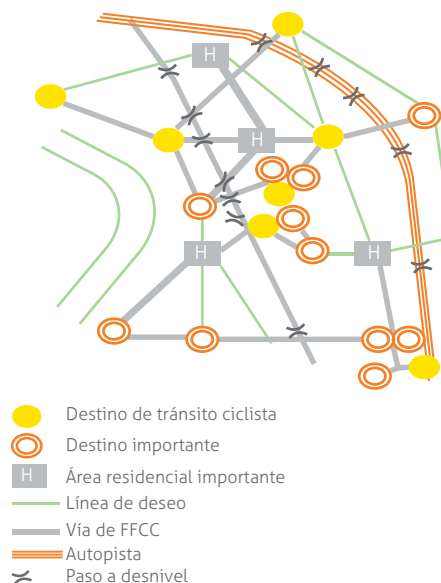 H
H
H
H
Destino de tránsito ciclista
Destino importante
H Área residencial importante
Línea de deseo
Vía de FFCC
Autopista
Paso a desnivel